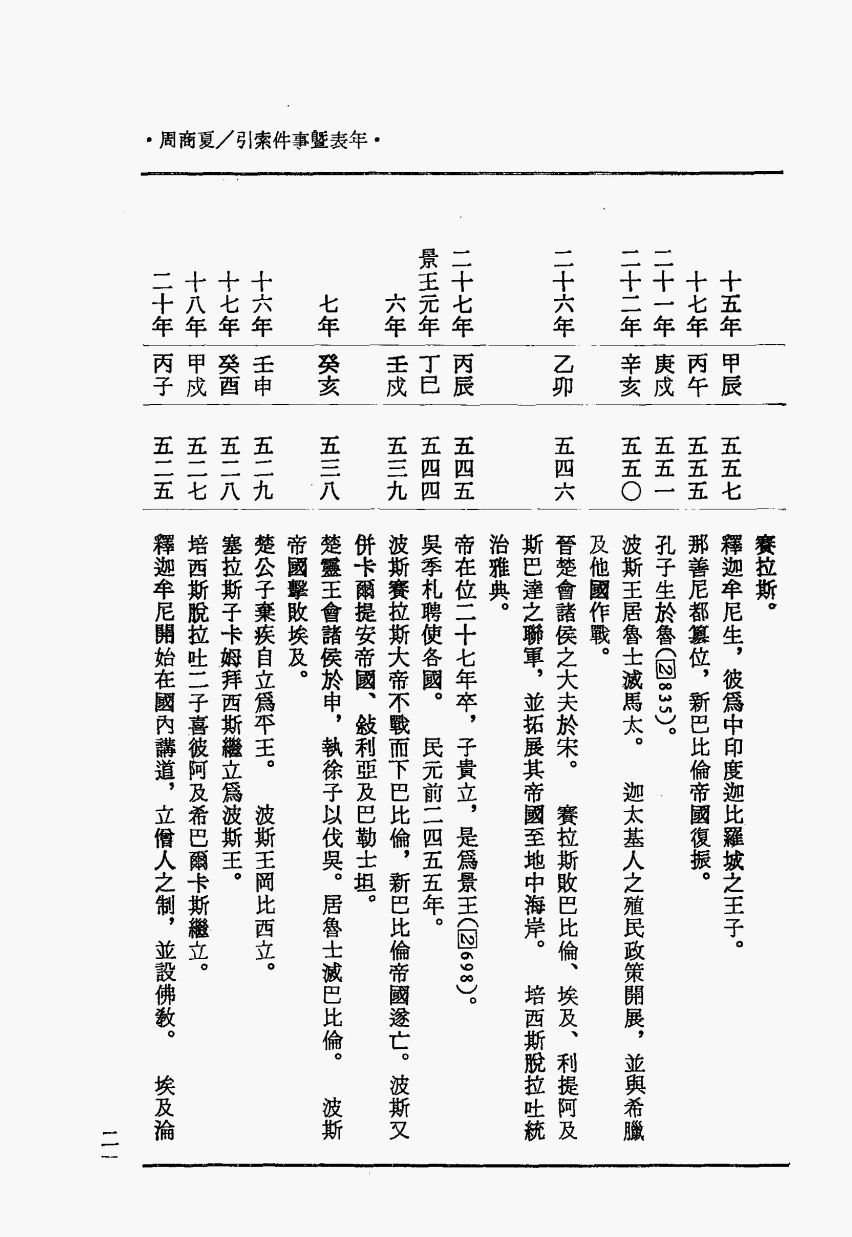 •周商夏／引索件事暨表年•
賽拉斯。
十五年 甲辰 五五七 釋迦牟尼生，彼爲中印度迦比羅城之王子。
十七年 丙午 五五五 那善尼都篡位，新巴比倫帝國復振。
二十一年 庚戍 五五一 孔子生於魯(②835)。
二十二年 辛亥 五五〇 波斯王居魯士滅馬太。　迦太基人之殖民政策開展，並與希臘
及他國作戰。
二十六年 乙卯 五四六 晉楚會諸侯之大夫於宋。　賽拉斯敗巴比倫、埃及、利提阿及
斯巴達之聯軍，並拓展其帝國至地中海岸。　培西斯脫拉吐統
治雅典。
二十七年 丙辰 五四五 帝在位二十七年卒，子貴立，是爲景王(②698)。
景王元年 丁巳 五四四 吳季札聘使各國。　民元前二四五五年。
六年 壬戍 五三九 波斯賽拉斯大帝不戰而下巴比倫，新巴比倫帝國遂亡。波斯又
併卡爾提安帝國、敍利亞及巴勒士坦。
七年 癸亥 五三八 楚靈王會諸侯於申，執徐子以伐吳。居魯士滅巴比倫。　波斯
帝國擊敗埃及。
十六年 壬申 五二九 楚公子棄疾自立爲平王。　波斯王岡比西立。
十七年 癸酉 五二八 塞拉斯子卡姆拜西斯繼立爲波斯王。
十八年 甲戍 五二七 培西斯脫拉吐二子喜彼阿及希巴爾卡斯繼立。
二十年 丙子 五二五 釋迦牟尼開始在國內講道，立僧人之制，並設佛教。　埃及淪
二一